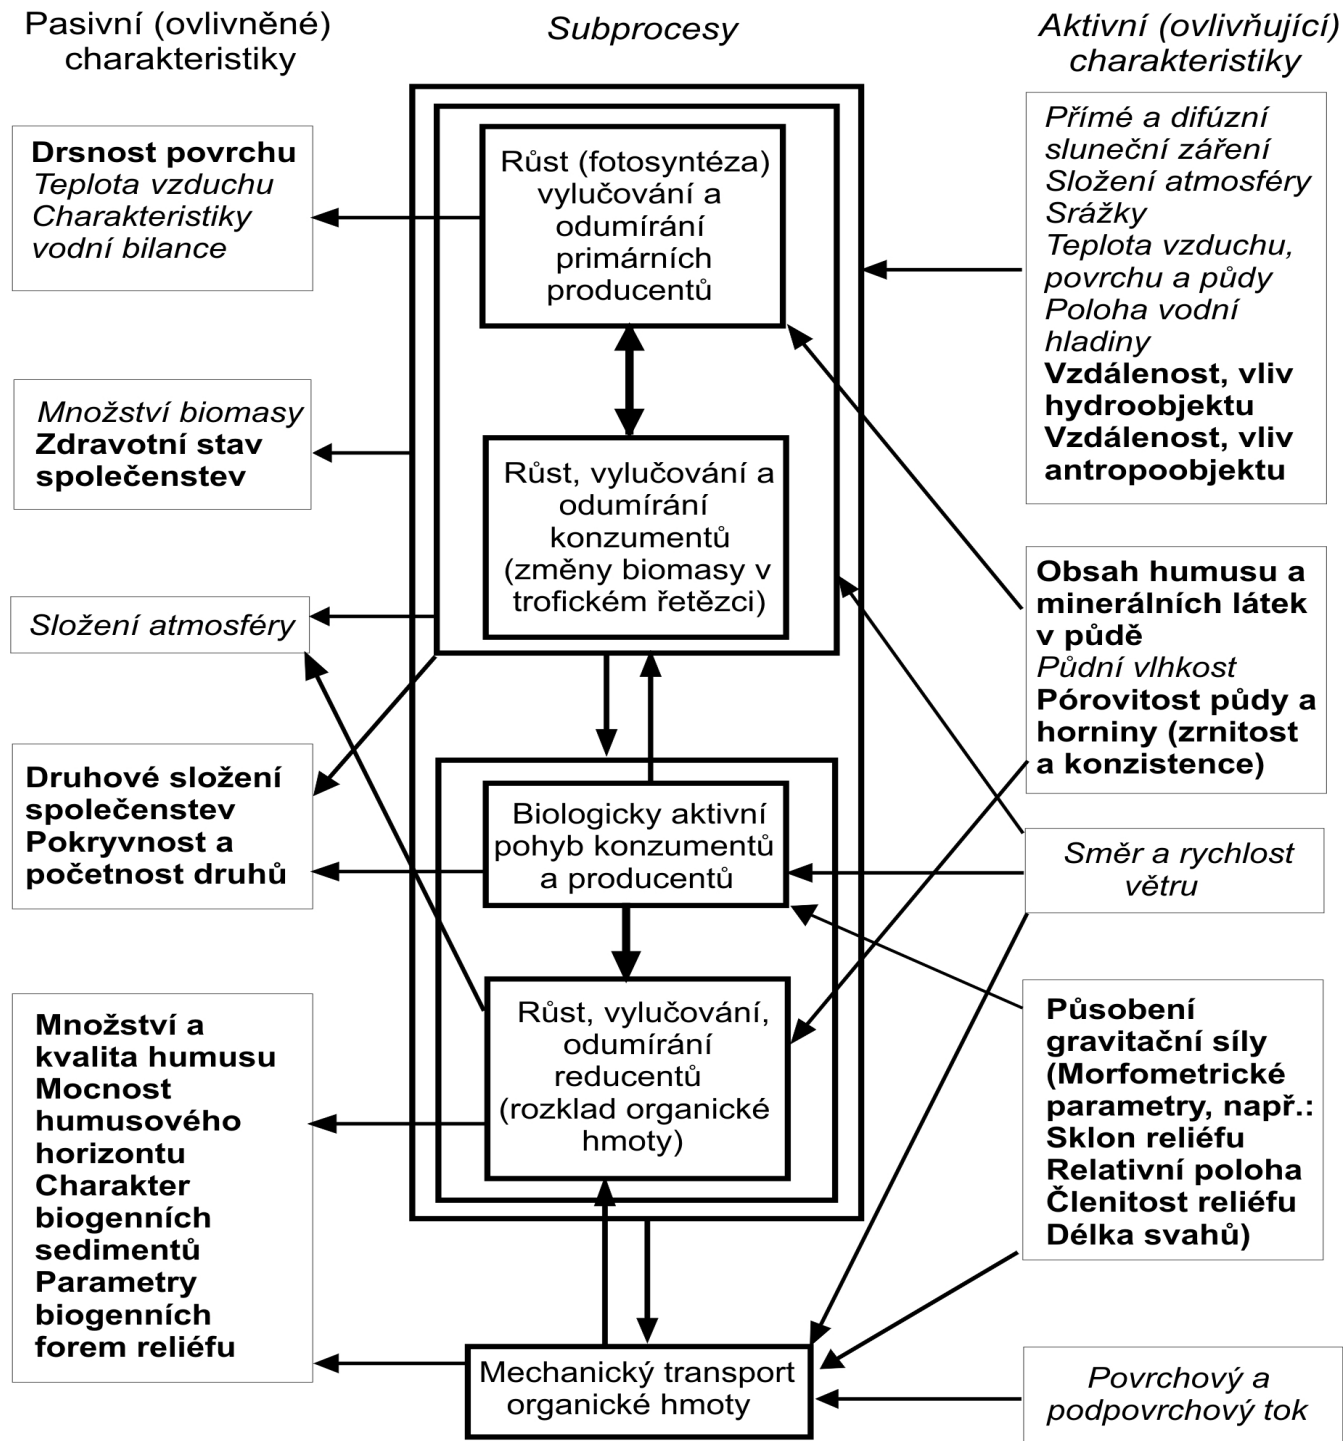 Pasivní (ovlivněné)
charakteristiky
Drsnost povrchu
Teplota vzduchu
Charakteristiky
vodní bilance
Množství biomasy
Zdravotní stav
společenstev
Složení atmosféry
Druhové složení
společenstev
Pokryvnost a
početnost druhů
Množství a
kvalita humusu
Mocnost
humusového
horizontu
Charakter
biogenních
sedimentů
Parametry
biogenních
forem reliéfu
Subprocesy
Růst (fotosyntéza)
vylučování a
odumírání
primárních
producentů
Růst, vylučování a
odumírání
konzumentů
(změny biomasy v
trofickém řetězci)
Biologicky aktivní
pohyb konzumentů
a producentů
Růst, vylučování,
odumírání
reducentů
(rozklad organické
hmoty)
Mechanický transport
organické hmoty
Aktivní (ovlivňující)
charakteristiky
Přímé a difúzní
sluneční záření
Složení atmosféry
Srážky
Teplota vzduchu,
povrchu a půdy
Poloha vodní
hladiny
Vzdálenost, vliv
hydroobjektu
Vzdálenost, vliv
antropoobjektu
Obsah humusu a
minerálních látek
v půdě
Půdní vlhkost
Pórovitost půdy a
horniny (zrnitost
a konzistence)
Směr a rychlost
větru
Působení
gravitační síly
(Morfometrické
parametry, např.:
Sklon reliéfu
Relativní poloha
Členitost reliéfu
Délka svahů)
Povrchový a
podpovrchový tok